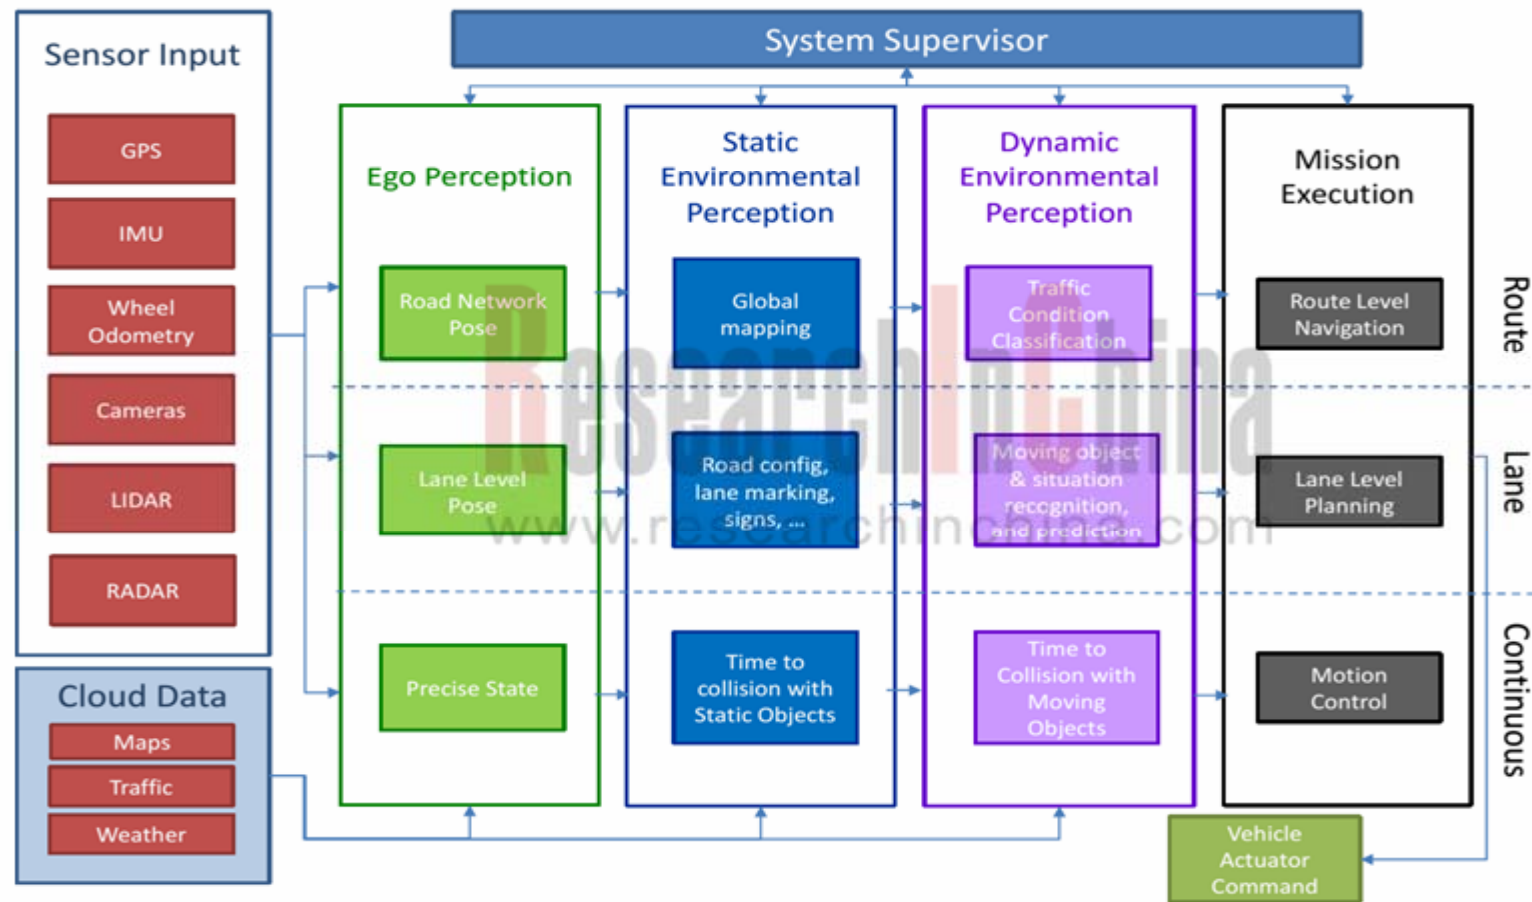 System Supervisor
Sensor Input
GPS
IMU
Wheel
Odometry
Cameras
LIDAR
RADAR
Cloud Data
Maps
Traffic
Weather
Ego Perception
Road Network
Pose
Lane Level
Pose
Precise State
Static
Environmental
Perception
Global
mapping
Road config,
lane marking,
signs, ...
Time to
collision with
Static Objects
Dynamic
Environmental
Perception
Traffic
Condition
Classification
Moving object
& situation
recognition,
and prediction
Time to
Collision with
Moving
Objects
Mission
Execution
Route Level
Navigation
Lane Level
Planning
Motion
Control
Route
Lane
Continuous
Vehicle
Actuator
Command
ResearchInChina
www.researchinchina.com